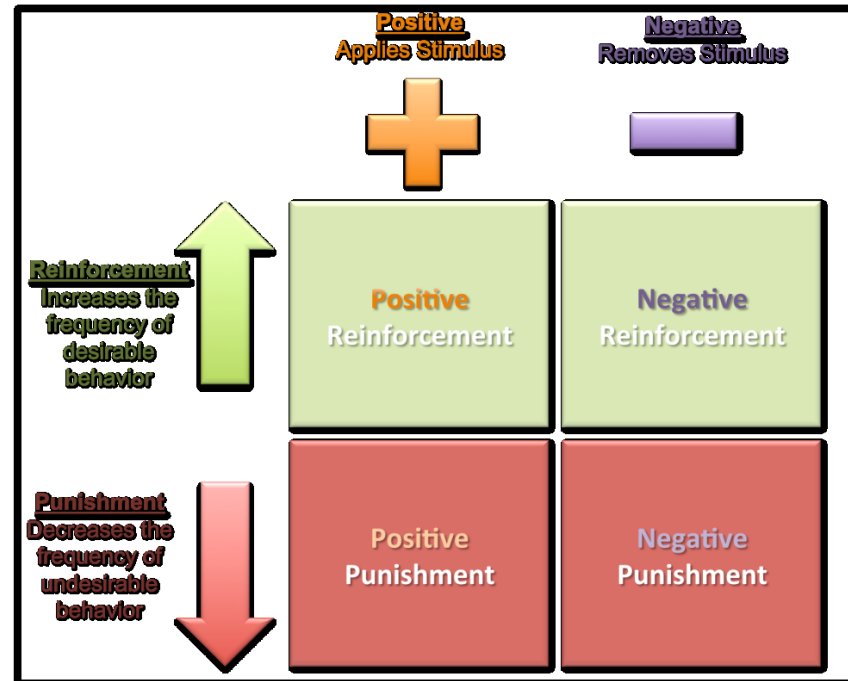 Positive
Applies Stimulus
Negative
Removes Stimulus
Reinforcement
Increases the
frequency of
desirable
behavior
Positive
Reinforcement
Negative
Reinforcement
Punishment
Decreases the
frequency of
undesirable
behavior
Positive
Punishment
Negative
Punishment